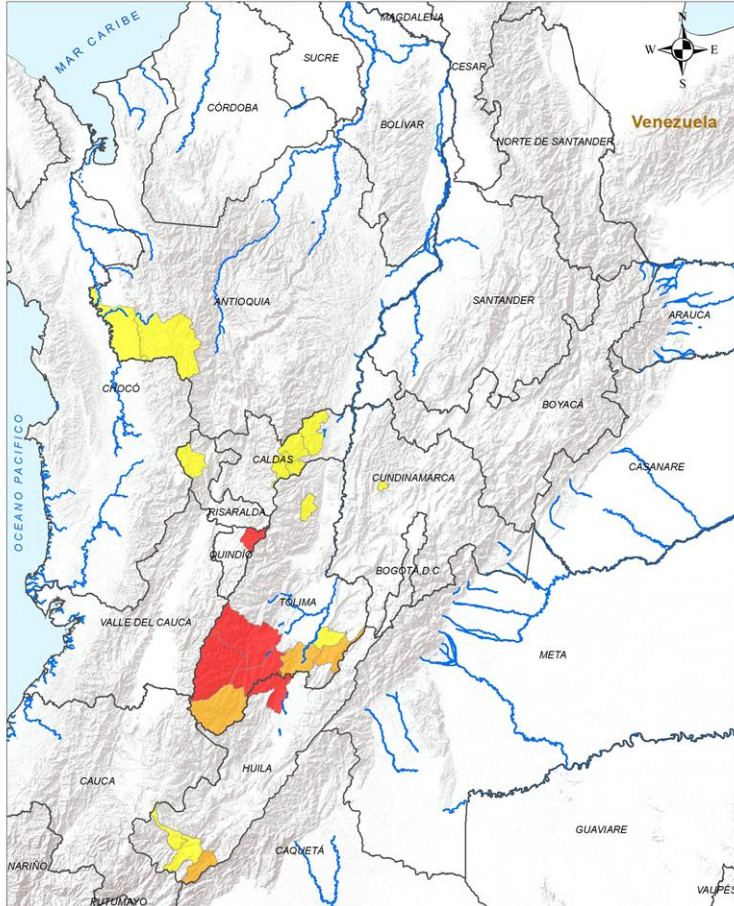 MAGDALENA
N
MAR CARIBE
SUCRE
W
E
CESAR
S
CÓRDOBA
BOLÍVAR
Venezuela
NORTE DE SANTANDER
ANTIOQUIA
SANTANDER
ARAUCA
CHOCÓ
BOYACÁ
OCEANO PACIFICO
CALDAS
CASANARE
CUNDINAMARCA
RISARALDA
QUINDÍO
BOGOTÁ,D.C
TOLIMA
VALLE DEL CAUCA
META
HUILA
CAUCA
GUAVIARE
CAQUETÁ
NARIÑO
PUTUMAYO
VAUPÉS